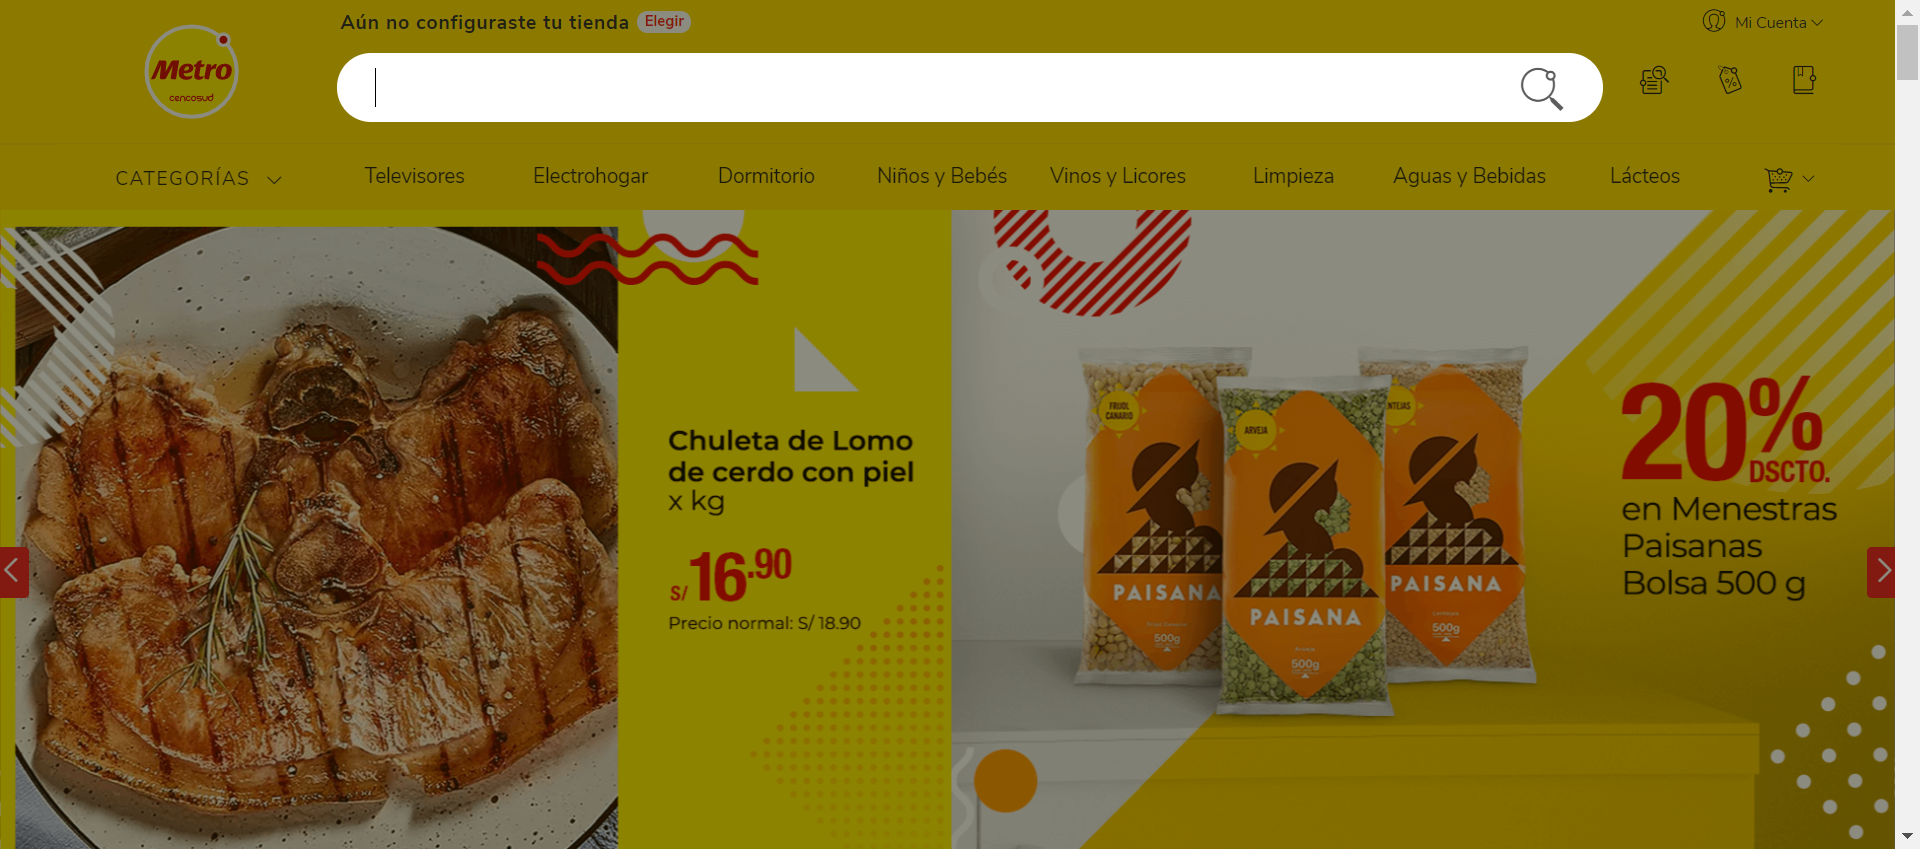 Aún no configuraste tu tienda Elegir
Mi Cuenta
Metro
cencosud
CATEGORÍAS
Televisores
Electrohogar
Dormitorio
Niños y Bebés
Vinos y Licores
Limpieza
Aguas y Bebidas
Lácteos
Chuleta de Lomo
de cerdo con piel
x kg
S/ 16.90
Precio normal: S/ 18.90
FRIJOL
CANARIO
PAISANA
500g
ARVEJA
PAISANA
Arveja
500g
PAISANA
500g
20%
DSCTO.
en Menestras
Paisanas
Bolsa 500 g